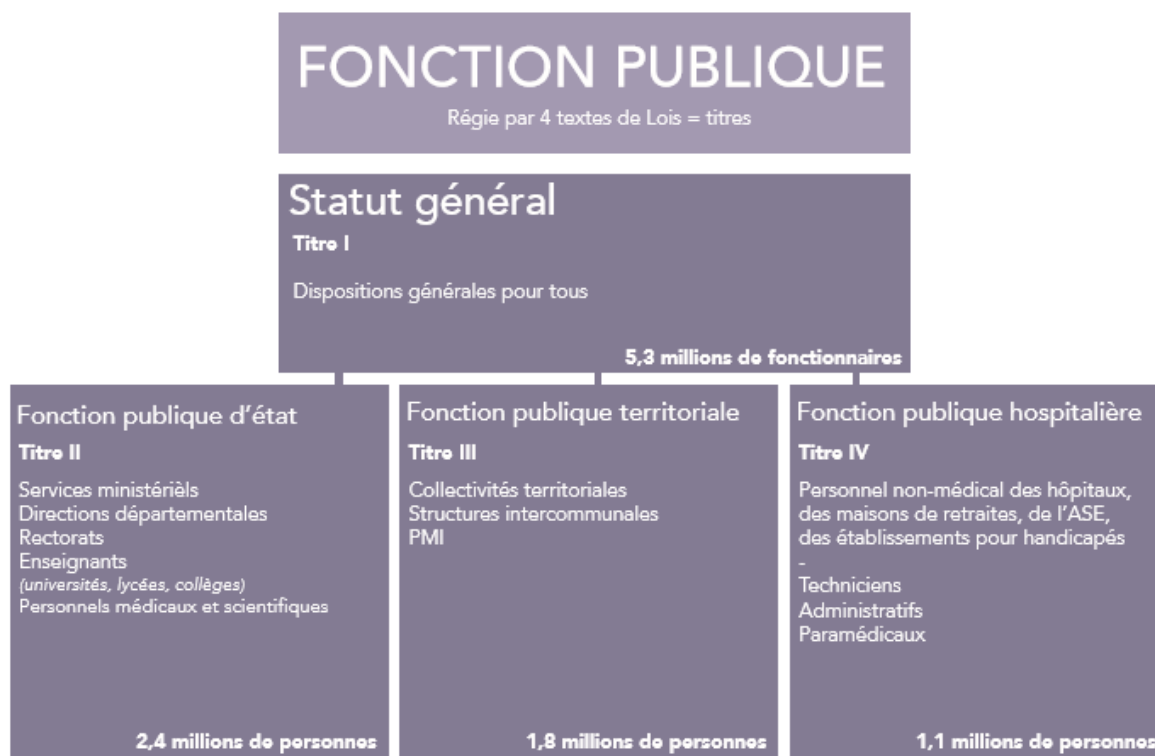 FONCTION PUBLIQUE
Régie par 4 textes de Lois = titres
Statut général
Titre I
Dispositions générales pour tous
5,3 millions de fonctionnaires
Fonction publique d'état
Titre II
Services ministérièls
Directions départementales
Rectorats
Enseignants
(universités, lycées, collèges)
Personnels médicaux et scientifiques
2,4 millions de personnes
Fonction publique territoriale
Titre III
Collectivités territoriales
Structures intercommunales
PMI
1,8 millions de personnes
Fonction publique hospitalière
Titre IV
Personnel non-médical des hôpitaux,
des maisons de retraites, de l'ASE,
des établissements pour handicapés
-
Techniciens
Administratifs
Paramédicaux
1,1 millions de personnes